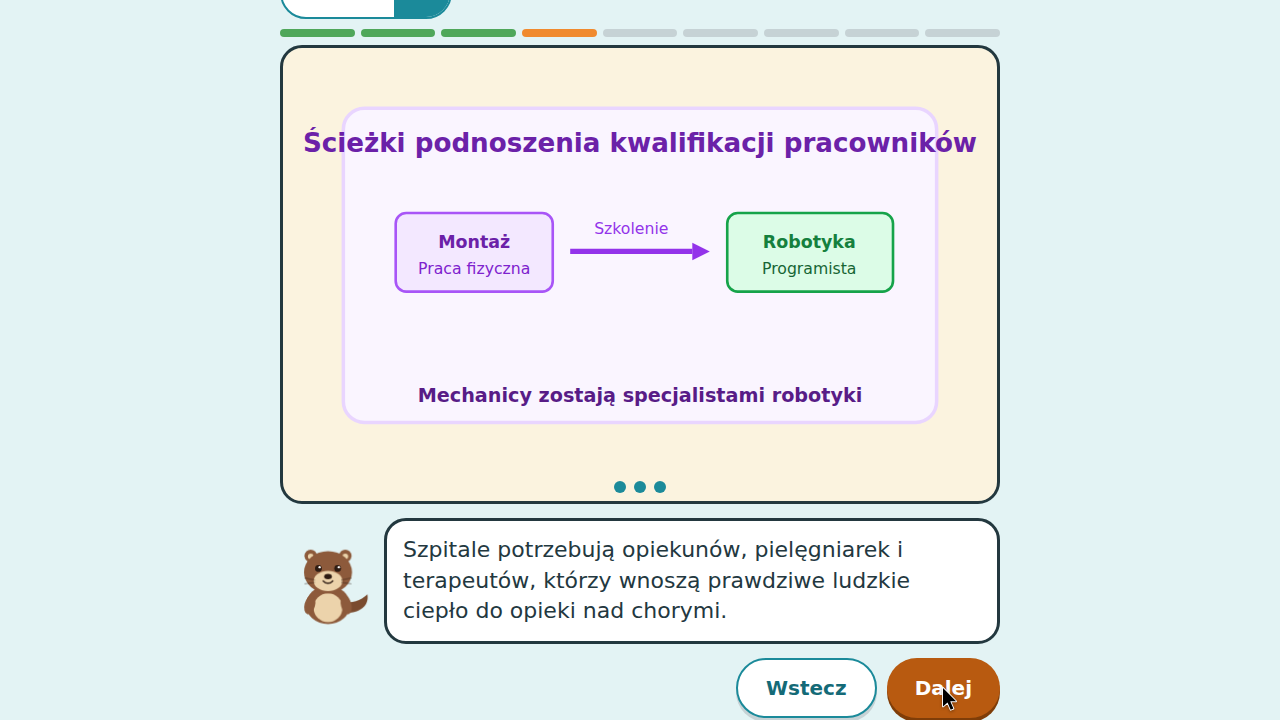 Ścieżki podnoszenia kwalifikacji pracowników
Montaż
Praca fizyczna
Szkolenie
Robotyka
Programista
Mechanicy zostają specjalistami robotyki
Szpitale potrzebują opiekunów, pielęgniarek i
terapeutów, którzy wnoszą prawdziwe ludzkie
ciepło do opieki nad chorymi.
Wstecz
Dalej